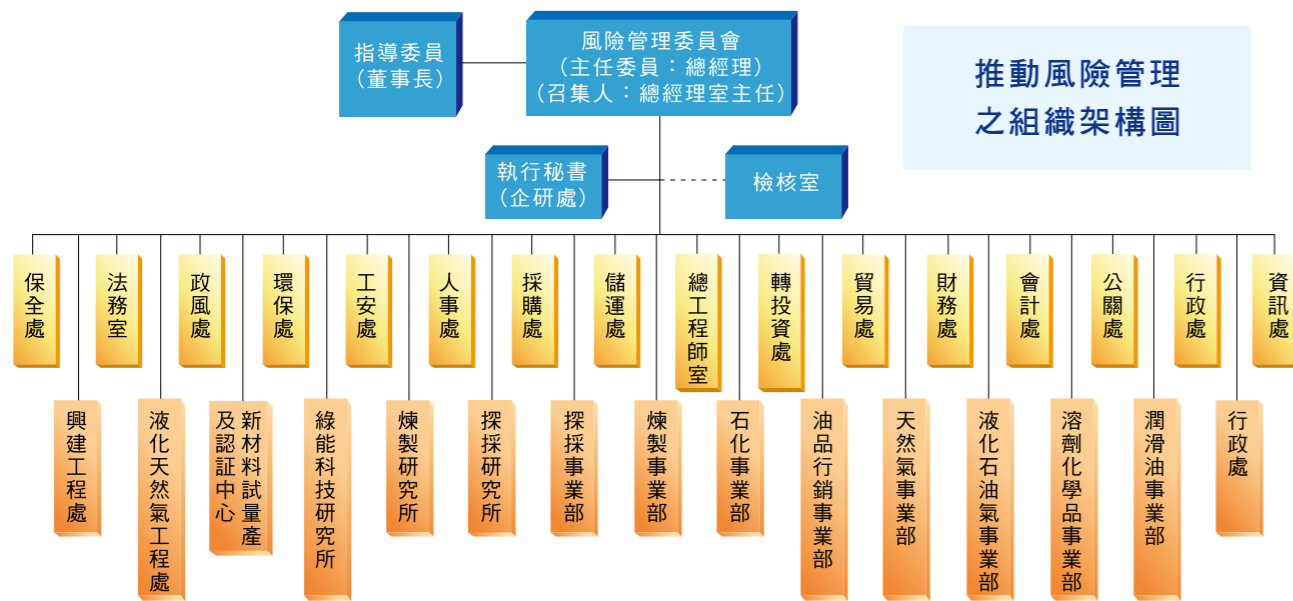 指導委員
（董事長）
風險管理委員會
（主任委員：總經理）
（召集人：總經理室主任）
推動風險管理
之組織架構圖
執行秘書
（企研處）
檢核室
保全處
法務室
政風處
環保處
工安處
人事處
採購處
儲運處
總工程師室
轉投資處
貿易處
財務處
會計處
公關處
行政處
資訊處
興建工程處
液化天然氣工程處
新材料試量產
及認証中心
綠能科技研究所
煉製研究所
探採研究所
探採事業部
煉製事業部
石化事業部
油品行銷事業部
天然氣事業部
液化石油氣事業部
溶劑化學品事業部
潤滑油事業部
行政處